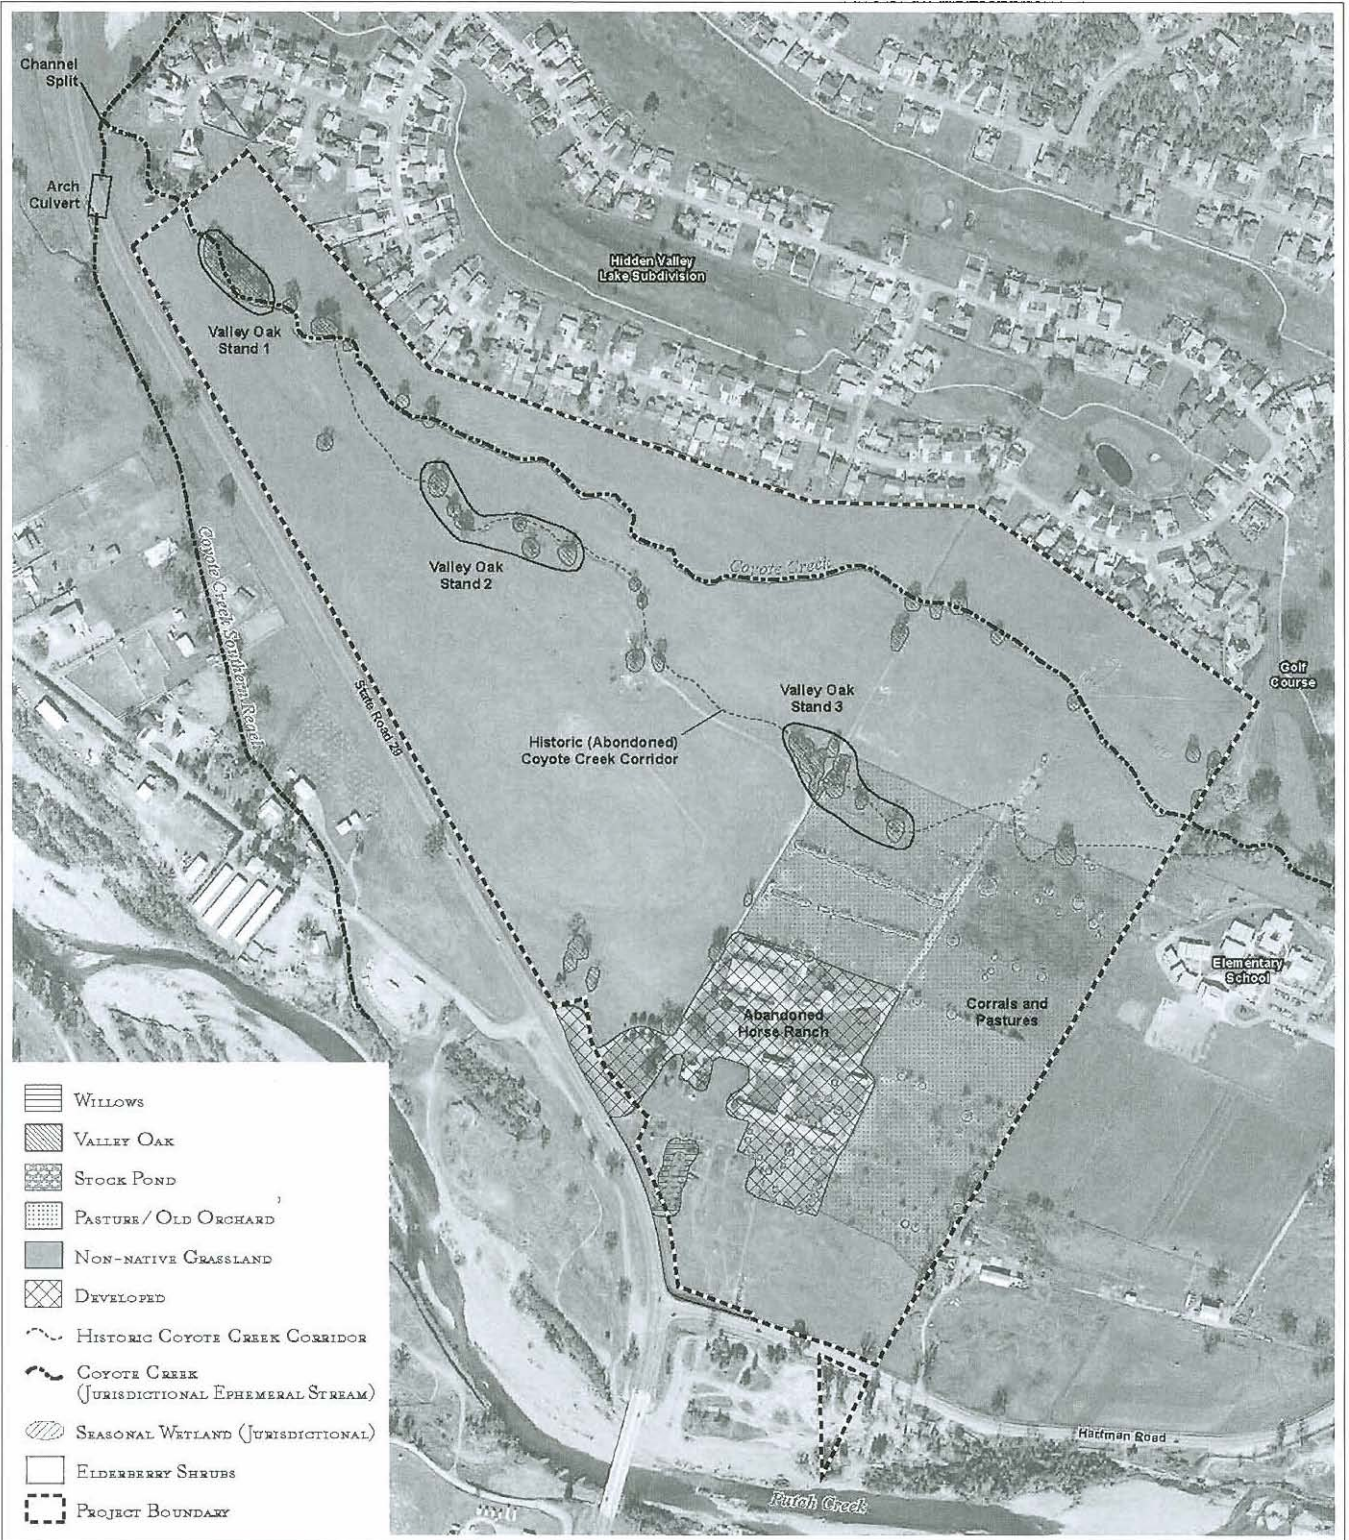 Channel
Split
Arch
Culvert
Hidden Valley
Lake Subdivision
Valley Oak
Stand 1
Valley Oak
Stand 2
Coyote Creek
Coyote Creek Southern Reach
State Road 29
Valley Oak
Stand 3
Golf
Course
Historic (Abondoned)
Coyote Creek Corridor
Elementary
School
Abandoned
Horse Ranch
Corrals and
Pastures
WILLOWS
VALLEY OAK
STOCK POND
PASTURE/OLD ORCHARD
NON-NATIVE GRASSLAND
DEVELOPED
HISTORIC COYOTE CREEK CORRIDOR
COYOTE CREEK
(JURISDICTIONAL EPHEMERAL STREAM)
SEASONAL WETLAND (JURISDICTIONAL)
ELDERBERRY SHRUBS
PROJECT BOUNDARY
Hartman Road
Putah Creek